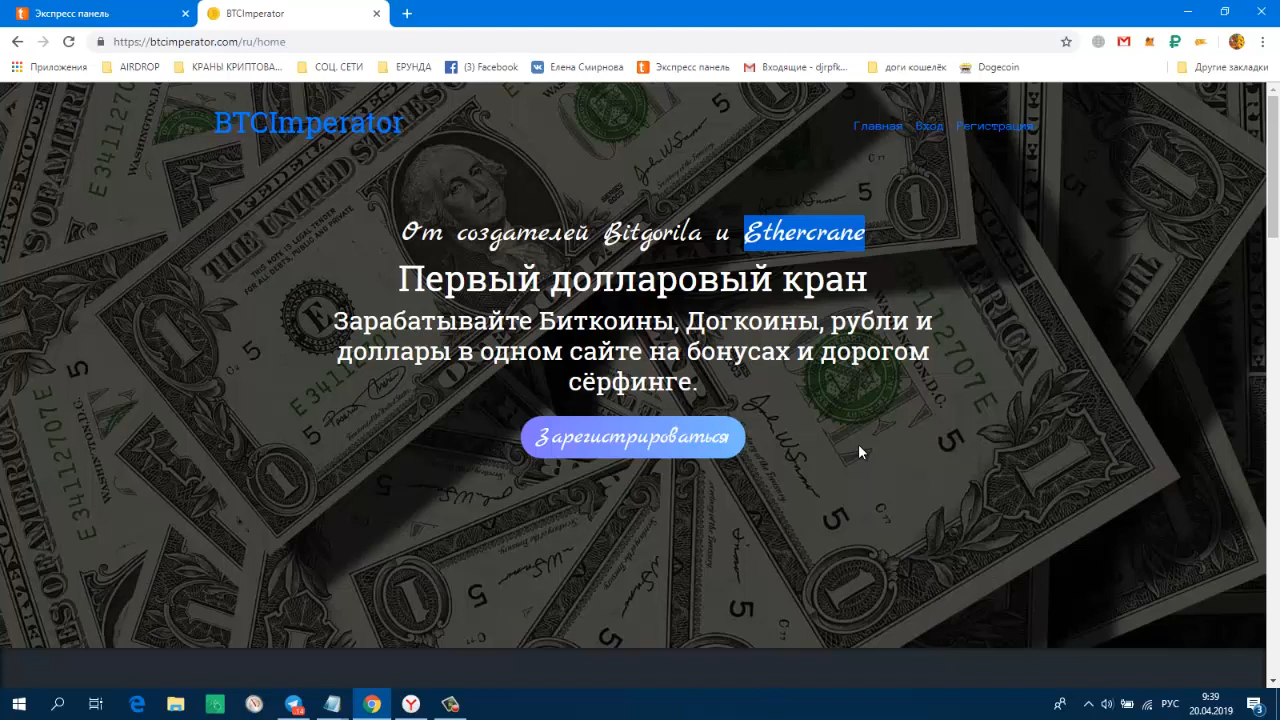 Экспресс панель
BTCImperator
https://btcimperator.com/ru/home
Приложения
AIRDROP
КРАНЫ КРИПТОВА...
СОЦ. СЕТИ
ЕРУНДА
(3) Facebook
Елена Смирнова
Экспресс панель
Входящие - djrpfk...
доги кошелёк
Dogecoin
Другие закладки
BTCImperator
Главная Вход Регистрация
От создателей Bitgorila и Ethercrane
Первый долларовый кран
Зарабатывайте Биткоины, Догкоины, рубли и
доллары в одном сайте на бонусах и дорогом
сёрфинге.
Зарегистрироваться
14
РУС
9:39
20.04.2019
3